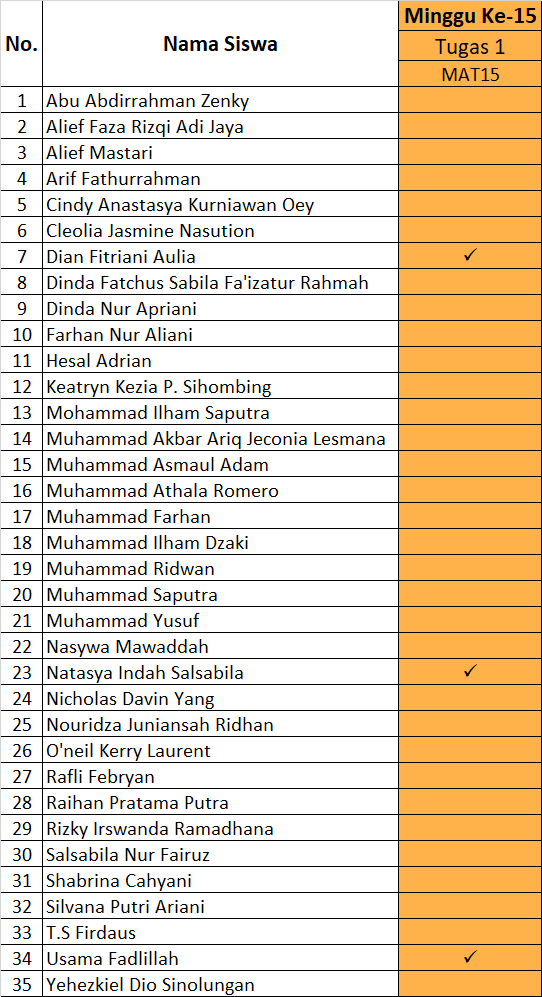 No. Nama Siswa Minggu Ke-15
Tugas 1
MAT15
1 Abu Abdirrahman Zenky
2 Alief Faza Rizqi Adi Jaya
3 Alief Mastari
4 Arif Fathurrahman
5 Cindy Anastasya Kurniawan Oey
6 Cleolia Jasmine Nasution
7 Dian Fitriani Aulia ✓
8 Dinda Fatchus Sabila Fa'izatur Rahmah
9 Dinda Nur Apriani
10 Farhan Nur Aliani
11 Hesal Adrian
12 Keatryn Kezia P. Sihombing
13 Mohammad Ilham Saputra
14 Muhammad Akbar Ariq Jeconia Lesmana
15 Muhammad Asmaul Adam
16 Muhammad Athala Romero
17 Muhammad Farhan
18 Muhammad Ilham Dzaki
19 Muhammad Ridwan
20 Muhammad Saputra
21 Muhammad Yusuf
22 Nasywa Mawaddah
23 Natasya Indah Salsabila ✓
24 Nicholas Davin Yang
25 Nouridza Juniansah Ridhan
26 O'neil Kerry Laurent
27 Rafli Febryan
28 Raihan Pratama Putra
29 Rizky Irswanda Ramadhana
30 Salsabila Nur Fairuz
31 Shabrina Cahyani
32 Silvana Putri Ariani
33 T.S Firdaus
34 Usama Fadlillah ✓
35 Yehezkiel Dio Sinolungan